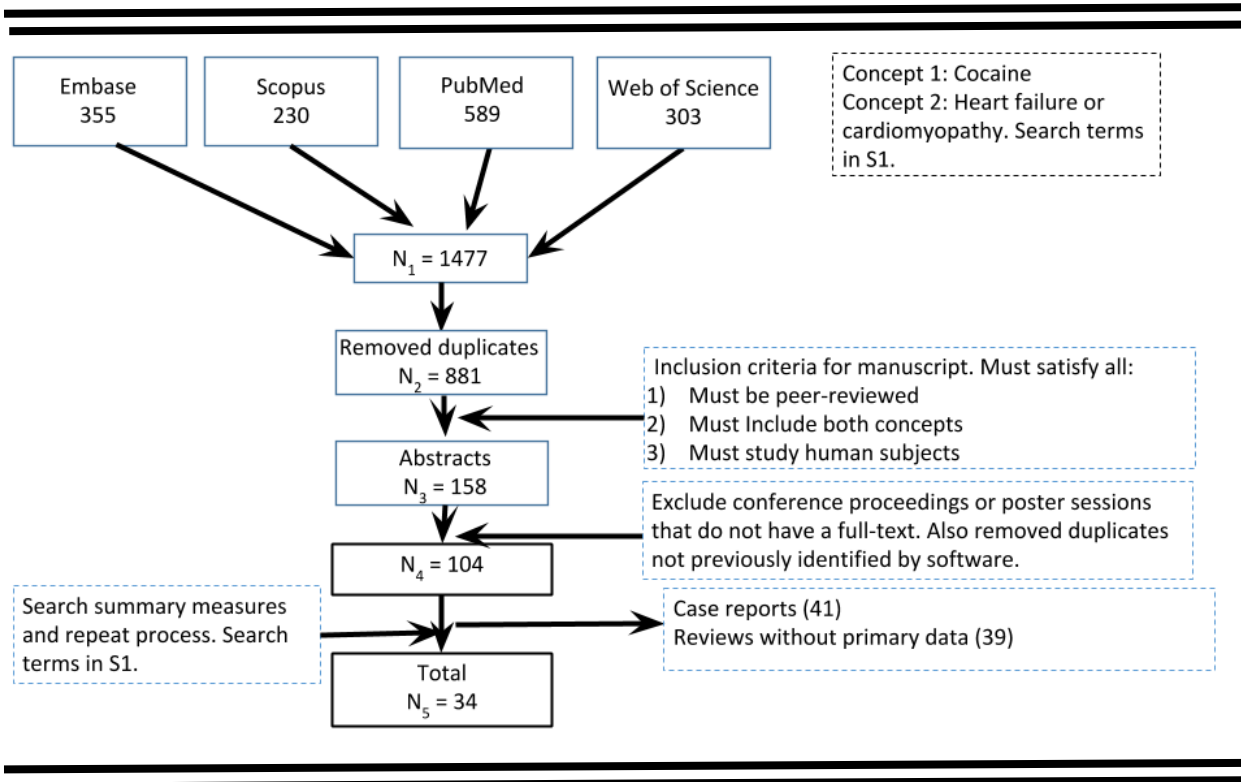 Embase
355
Scopus
230
PubMed
589
Web of Science
303
Concept 1: Cocaine
Concept 2: Heart failure or
cardiomyopathy. Search terms
in S1.
N₁ = 1477
Removed duplicates
N₂ = 881
Inclusion criteria for manuscript. Must satisfy all:
1) Must be peer-reviewed
2) Must Include both concepts
3) Must study human subjects
Abstracts
N₃ = 158
Exclude conference proceedings or poster sessions
that do not have a full-text. Also removed duplicates
not previously identified by software.
N₄ = 104
Search summary measures
and repeat process. Search
terms in S1.
Case reports (41)
Reviews without primary data (39)
Total
N₅ = 34